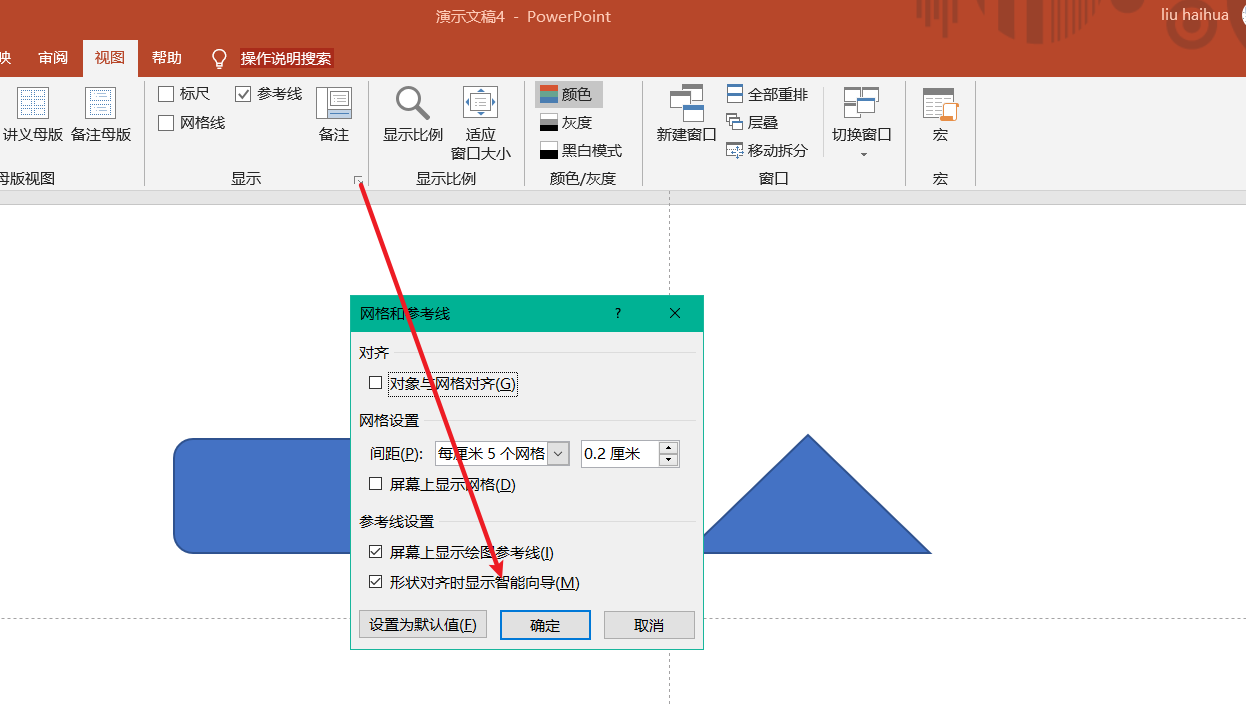 演示文稿4 - PowerPoint
liu haihua
映 审阅 视图 帮助 操作说明搜索
讲义母版 备注母版
母版视图
标尺 参考线
网格线
备注
显示
显示比例 适应
窗口大小
显示比例
颜色
灰度
黑白模式
颜色/灰度
新建窗口
全部重排
层叠
移动拆分
切换窗口
窗口
宏
宏
网格和参考线 ?
对齐
对象与网格对齐(G)
网格设置
间距(P): 每厘米 5 个网格 0.2 厘米
屏幕上显示网格(D)
参考线设置
屏幕上显示绘图参考线(I)
形状对齐时显示智能向导(M)
设置为默认值(F) 确定 取消